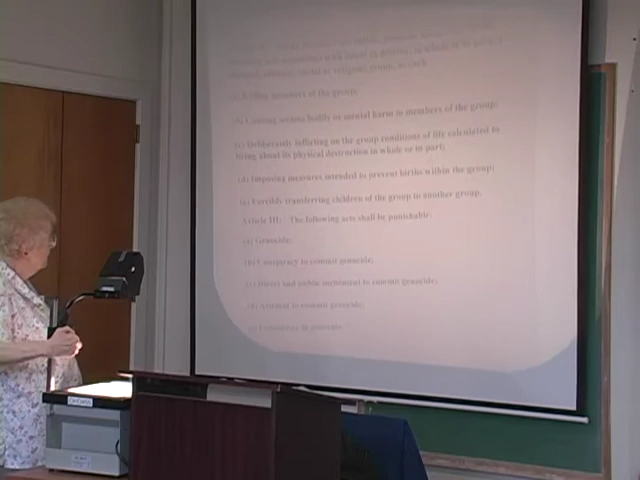 (a) Killing members of the group;
(b) Causing serious bodily or mental harm to members of the group;
(c) Deliberately inflicting on the group conditions of life calculated to
bring about its physical destruction in whole or in part;
(d) Imposing measures intended to prevent births within the group;
(e) Forcibly transferring children of the group to another group.
Article III: The following acts shall be punishable:
(a) Genocide;
(b) Conspiracy to commit genocide;
(c) Direct and public incitement to commit genocide;
(d) Attempt to commit genocide;
(e) Complicity in genocide.